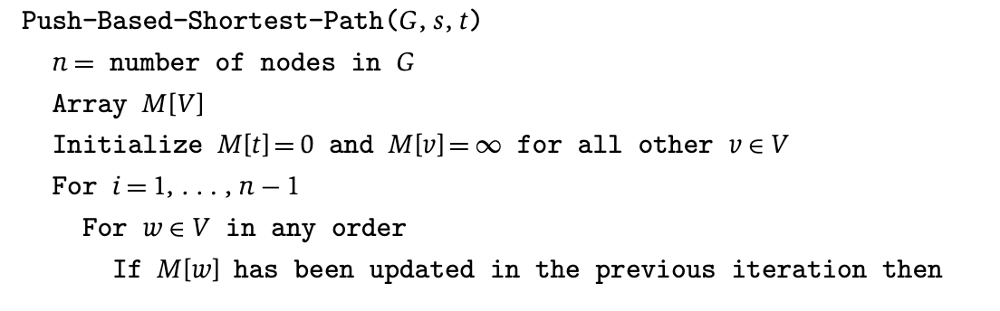 Push-Based-Shortest-Path(G, s, t)
n = number of nodes in G
Array M[V]
Initialize M[t]=0 and M[v]=∞ for all other v ∈ V
For i=1, . . . , n − 1
For w ∈ V in any order
If M[w] has been updated in the previous iteration then